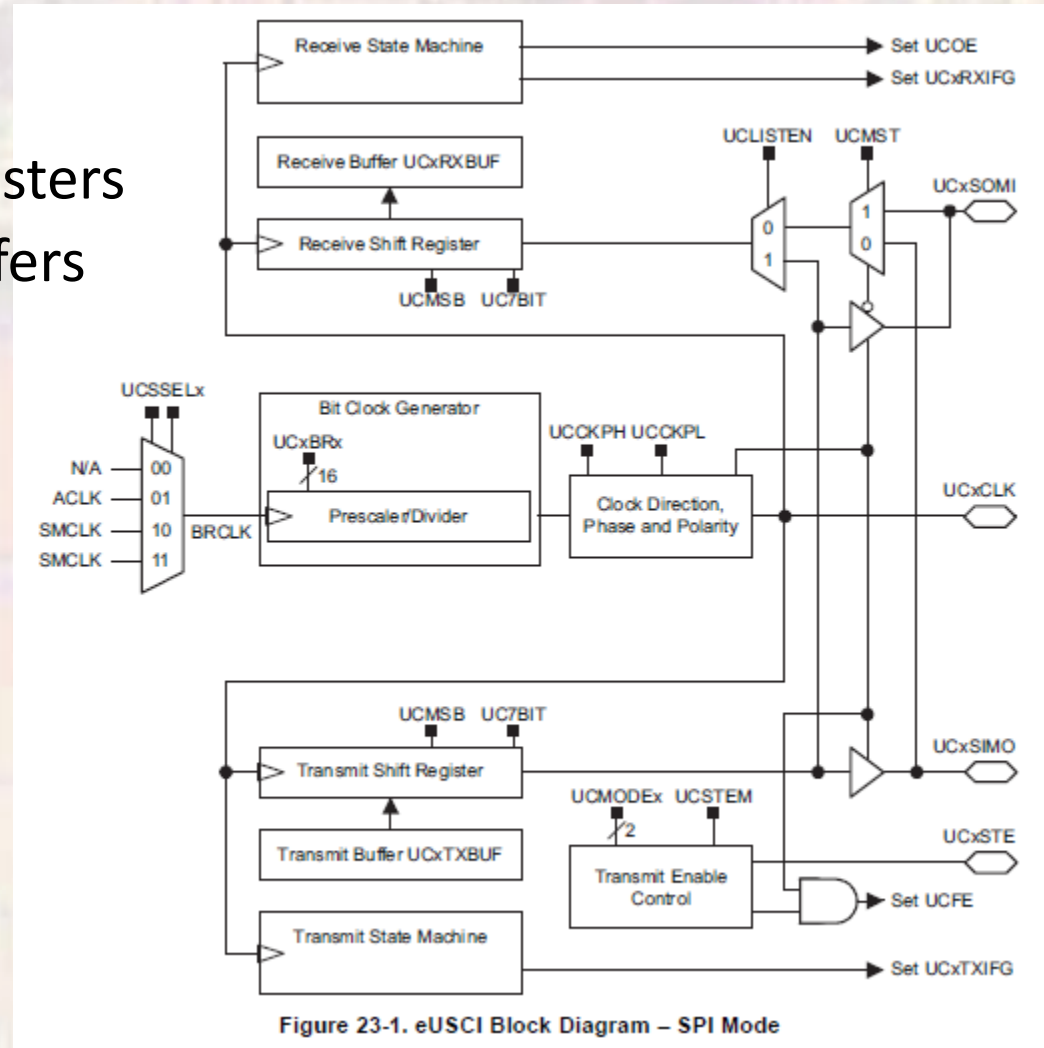 sters
fers
Receive State Machine
Set UCOE
Set UCxRXIFG
Receive Buffer UCxRXBUF
UCLISTEN
UCMST
UCxSOMI
0
1
1
0
Receive Shift Register
UCMSB
UC7BIT
UCSSELx
Bit Clock Generator
UCxBRx
16
Prescaler/Divider
N/A
00
ACLK
01
SMCLK
10
SMCLK
11
BRCLK
UCCKPH
UCCKPL
Clock Direction,
Phase and Polarity
UCxCLK
UCMSB
UC7BIT
Transmit Shift Register
UCxSIMO
Transmit Buffer UCxTXBUF
UCMODEx
UCSTEM
2
Transmit Enable
Control
UCxSTE
Set UCFE
Transmit State Machine
Set UCxTXIFG
Figure 23-1. eUSCI Block Diagram – SPI Mode